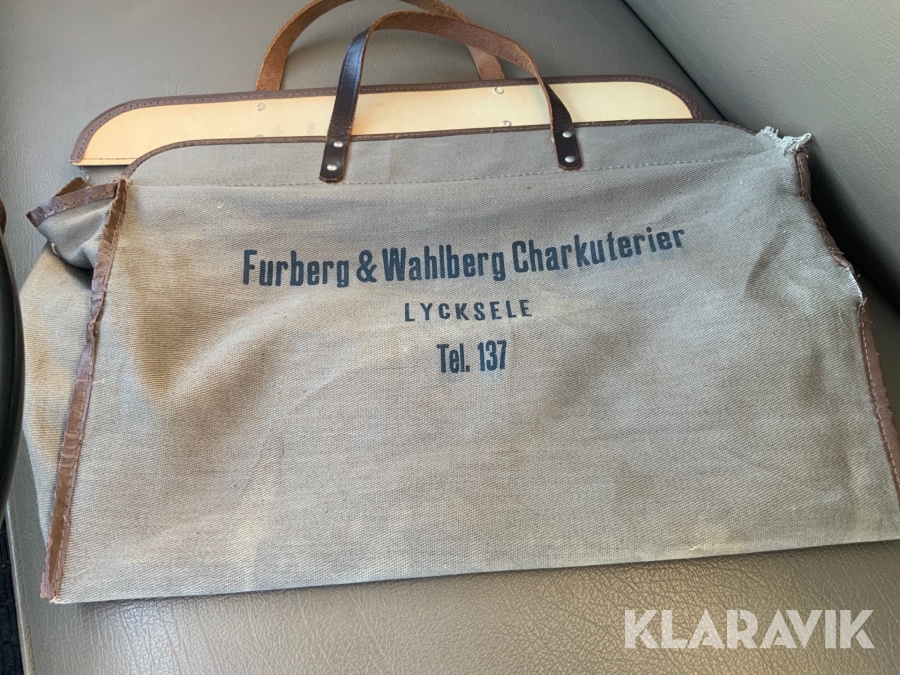 Furberg & Wahlberg Charkuterier
LYCKSELE
Tel. 137
KLARAVIK